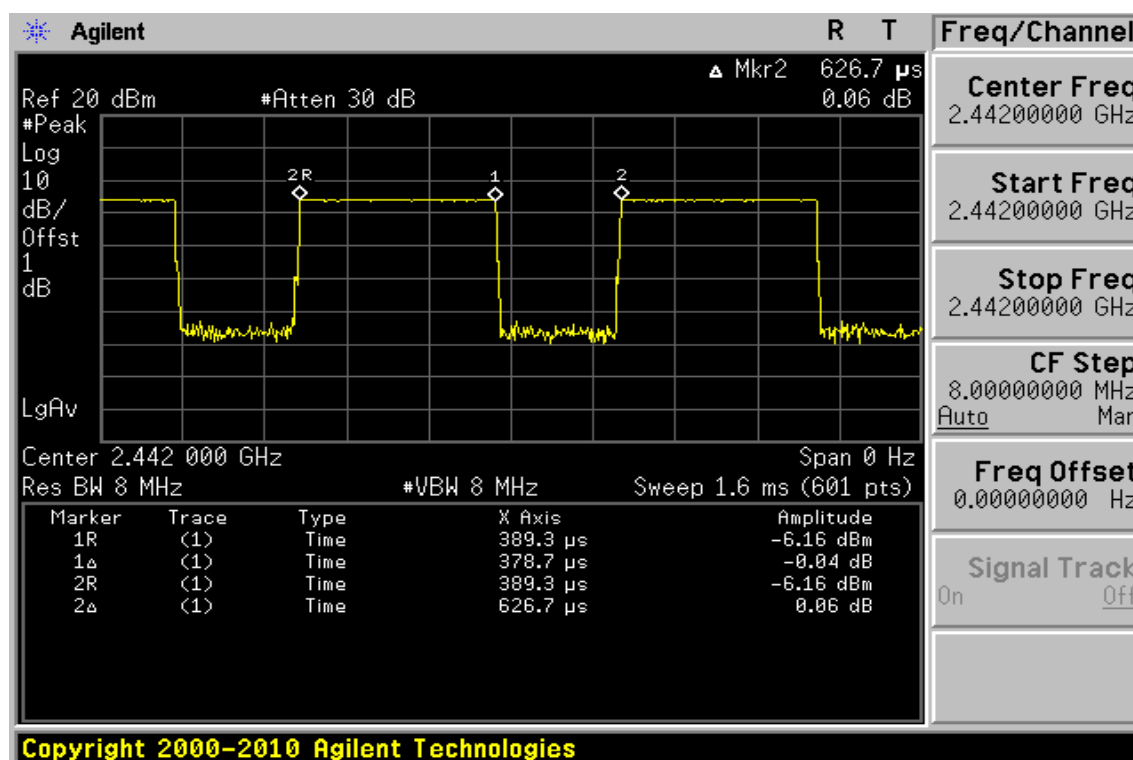 Agilent
R T
Δ Mkr2 626.7 µs
Ref 20 dBm #Atten 30 dB 0.06 dB
#Peak
Log
10
dB/
Offst
1
dB
2R
1
2
LgAv
Center 2.442 000 GHz Span 0 Hz
Res BW 8 MHz #VBW 8 MHz Sweep 1.6 ms (601 pts)
Marker Trace Type X Axis Amplitude
1R (1) Time 389.3 µs -6.16 dBm
1Δ (1) Time 378.7 µs -0.04 dB
2R (1) Time 389.3 µs -6.16 dBm
2Δ (1) Time 626.7 µs 0.06 dB
Freq/Channel
Center Freq
2.44200000 GHz
Start Freq
2.44200000 GHz
Stop Freq
2.44200000 GHz
CF Step
8.00000000 MHz
Auto Man
Freq Offset
0.00000000 Hz
Signal Track
On Off
Copyright 2000-2010 Agilent Technologies